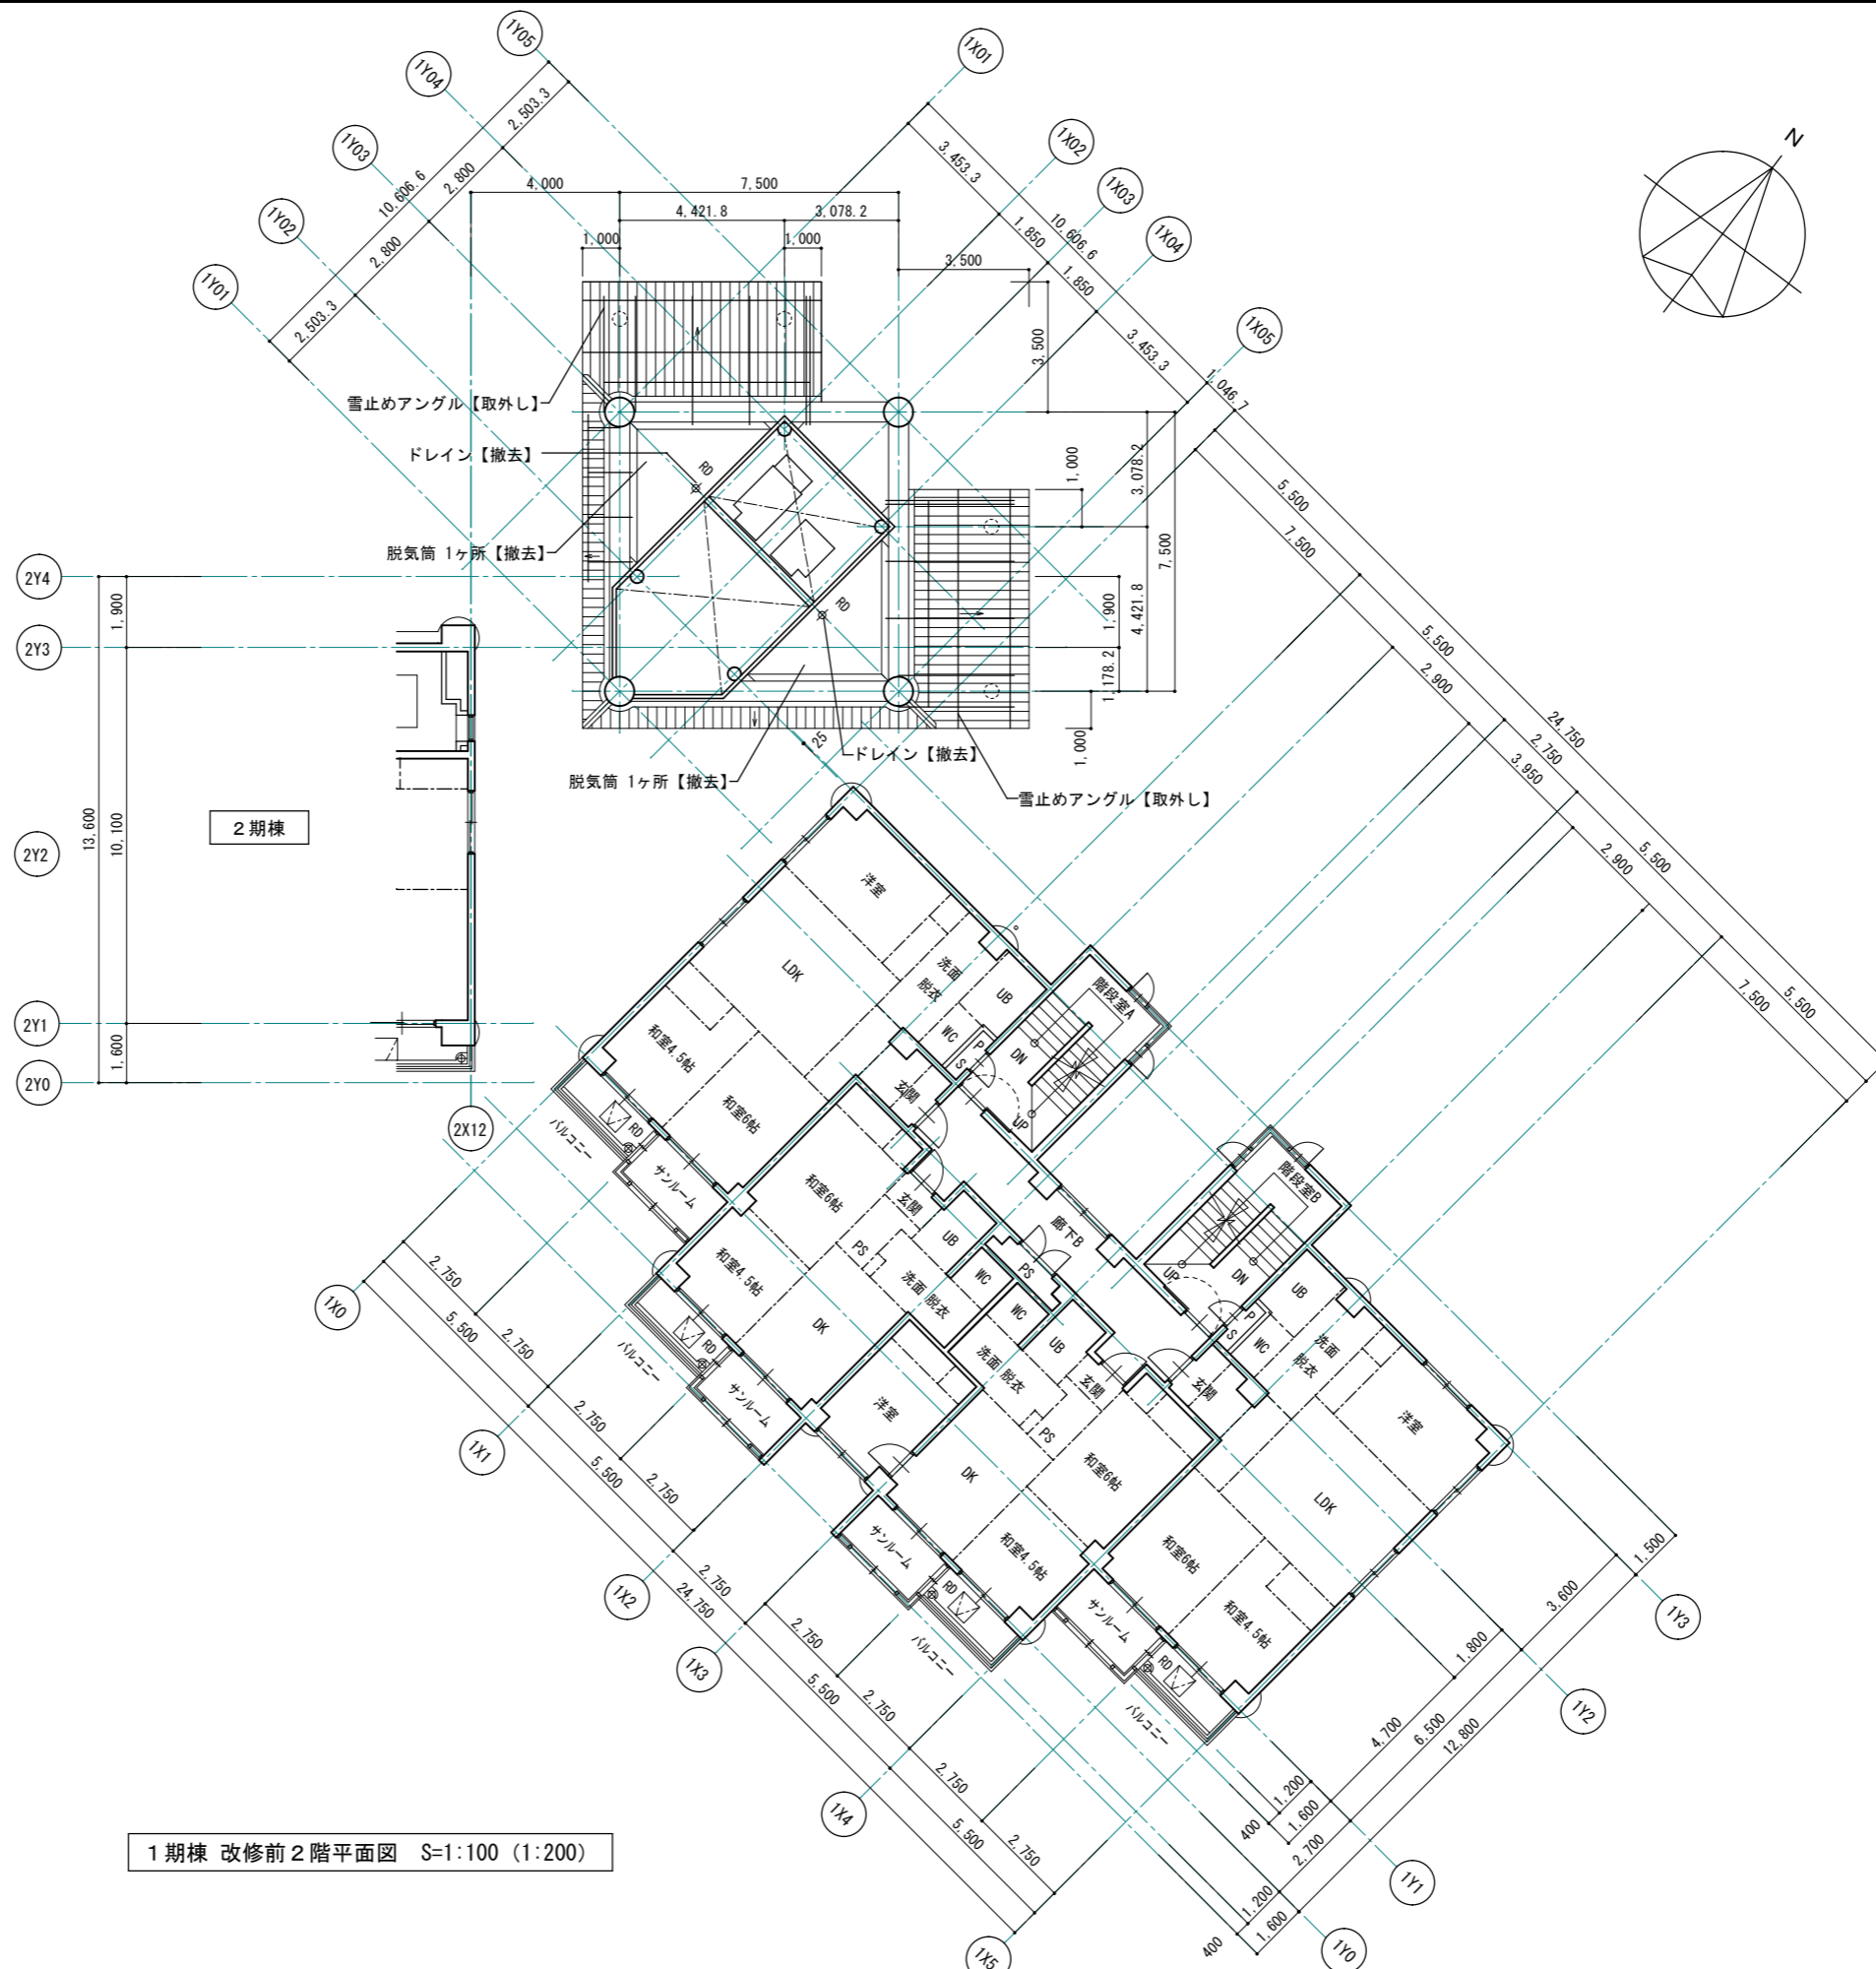 1Y05
1Y04
1Y03
1Y02
1Y01
1X01
1X02
1X03
1X04
1X05
N
2,503.3
2,800
10,606.6
2,800
2,503.3
4,000
7,500
4,421.8
3,078.2
1,000
1,000
3,500
3,453.3
1,850
10,606.6
1,850
3,453.3
1,046.7
3,500
雪止めアングル【取外し】
ドレイン【撤去】
RD
脱気筒 1ヶ所【撤去】
RD
1,000
3,078.2
7,500
1,900
4,421.8
1,178.2
1,000
ドレイン【撤去】
脱気筒 1ヶ所【撤去】
雪止めアングル【取外し】
25
5,500
7,500
5,500
2,900
24,750
2,750
3,950
5,500
2,900
5,500
7,500
2Y4
2Y3
2Y2
2Y1
2Y0
1,900
13,600
10,100
1,600
2期棟
2X12
洋室
LDK
洗面
脱衣
UB
WC
P
S
階段室A
DN
UP
和室4.5帖
和室6帖
玄関
RD
バルコニー
サンルーム
和室6帖
玄関
UB
PS
和室4.5帖
洗面
脱衣
WC
PS
廊下B
DK
RD
バルコニー
サンルーム
階段室B
UP
DN
UB
P
S
WC
洗面
脱衣
玄関
洋室
WC
UB
洗面
脱衣
玄関
PS
洋室
DK
和室6帖
和室4.5帖
サンルーム
RD
バルコニー
LDK
和室6帖
和室4.5帖
サンルーム
RD
バルコニー
1X0
1X1
1X2
1X3
1X4
1X5
2,750
5,500
2,750
2,750
5,500
2,750
2,750
24,750
2,750
5,500
2,750
2,750
5,500
2,750
1,500
3,600
1,800
4,700
6,500
12,800
1,200
400
1,600
2,700
1,200
400
1,600
1Y3
1Y2
1Y1
1Y0
1期棟 改修前2階平面図 S=1:100 (1:200)